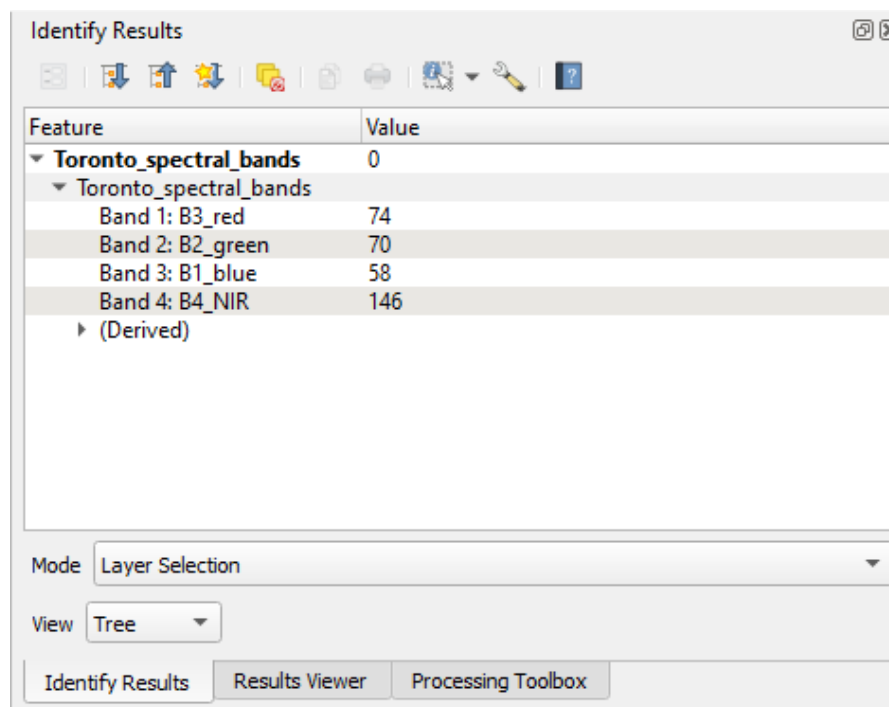 Identify Results
?
Feature Value
Toronto_spectral_bands 0
Toronto_spectral_bands
Band 1: B3_red 74
Band 2: B2_green 70
Band 3: B1_blue 58
Band 4: B4_NIR 146
(Derived)
Mode Layer Selection
View Tree
Identify Results Results Viewer Processing Toolbox